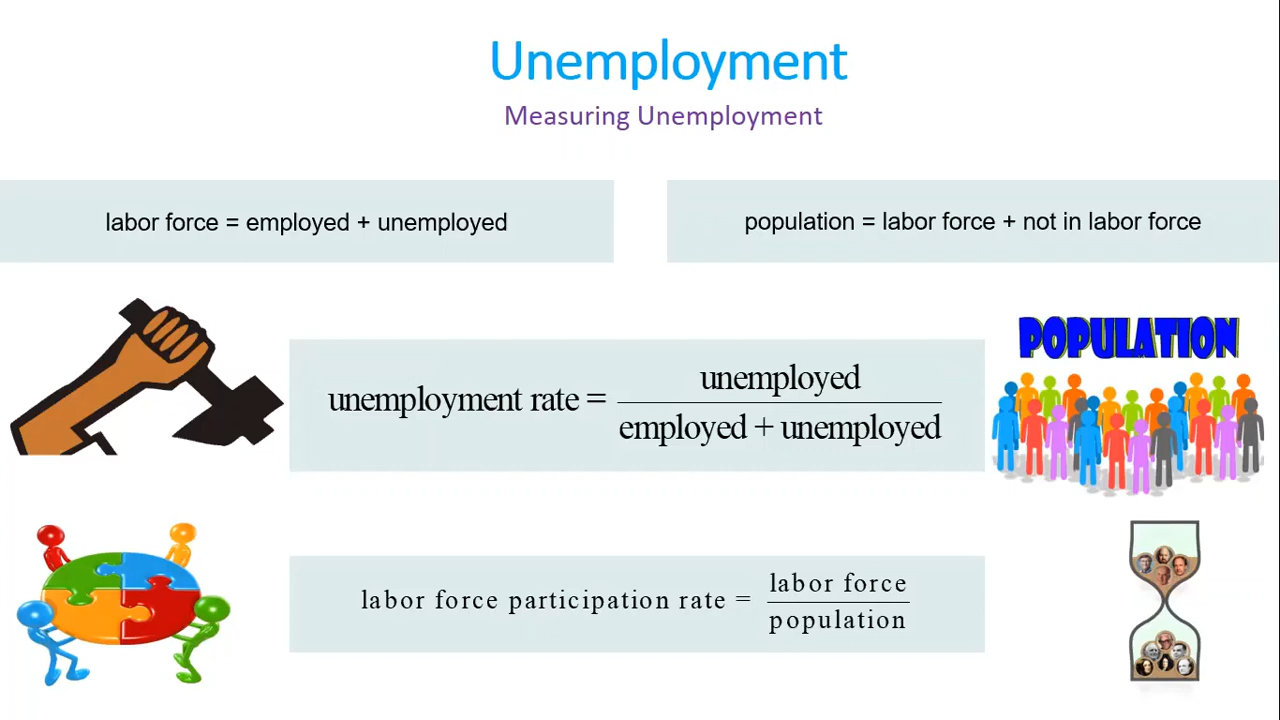 Unemployment
Measuring Unemployment
labor force = employed + unemployed
population = labor force + not in labor force
POPULATION
unemployment rate = unemployed
employed + unemployed
labor force participation rate = labor force
population